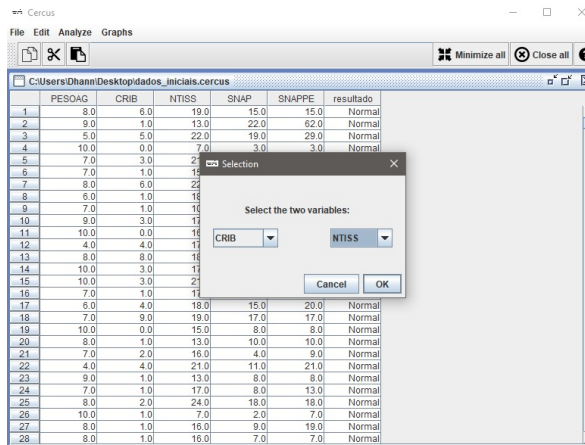 Cercus
File Edit Analyze Graphs
Minimize all Close all
C:\Users\Dhann\Desktop\dados_iniciais.cercus
PESOAG CRIB NTISS SNAP SNAPPE resultado
1 8.0 6.0 19.0 15.0 15.0 Normal
2 9.0 1.0 13.0 22.0 62.0 Normal
3 5.0 5.0 22.0 19.0 29.0 Normal
4 10.0 0.0 7.0 3.0 3.0 Normal
5 7.0 3.0 Normal
6 7.0 1.0 Normal
7 8.0 6.0 Normal
8 6.0 1.0 Normal
9 7.0 1.0 Normal
10 9.0 3.0 Normal
11 10.0 0.0 Normal
12 4.0 4.0 Normal
13 8.0 8.0 Normal
14 10.0 3.0 Normal
15 10.0 3.0 Normal
16 7.0 1.0 Normal
17 6.0 4.0 18.0 15.0 20.0 Normal
18 7.0 9.0 19.0 17.0 17.0 Normal
19 10.0 0.0 15.0 8.0 8.0 Normal
20 8.0 1.0 13.0 10.0 10.0 Normal
21 7.0 2.0 16.0 4.0 9.0 Normal
22 4.0 4.0 21.0 11.0 21.0 Normal
23 9.0 1.0 13.0 8.0 8.0 Normal
24 7.0 1.0 17.0 8.0 13.0 Normal
25 8.0 2.0 24.0 18.0 18.0 Normal
26 10.0 1.0 7.0 2.0 7.0 Normal
27 8.0 1.0 16.0 9.0 19.0 Normal
28 8.0 1.0 16.0 7.0 7.0 Normal
Selection
Select the two variables:
CRIB NTISS
Cancel OK